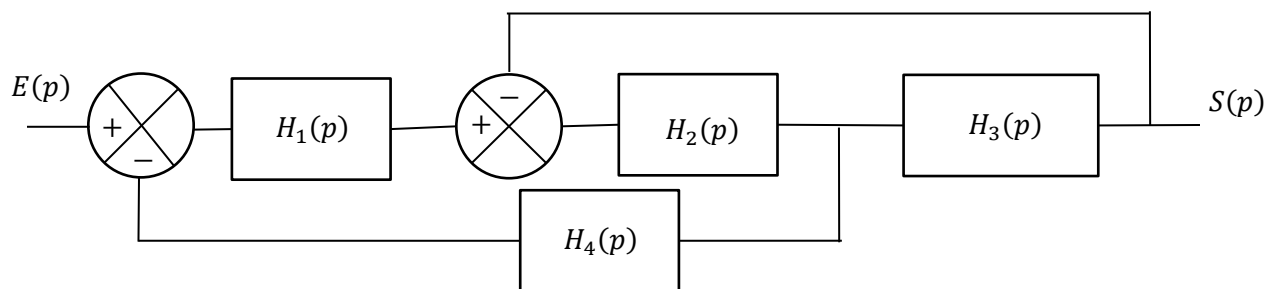 E(p)
+
−
H₁(p)
+
−
H₂(p)
H₃(p)
S(p)
H₄(p)